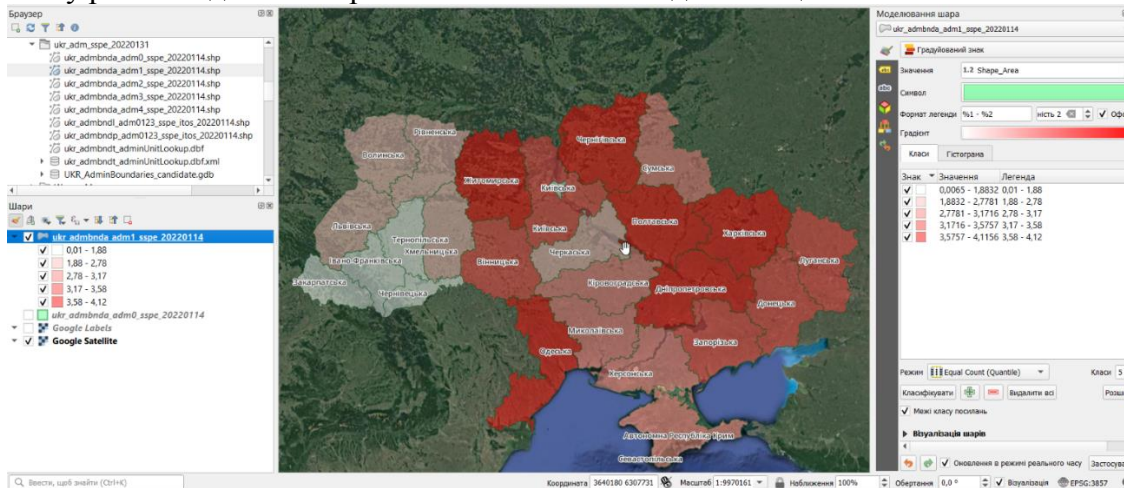 Браузер
ukr_adm_sspe_20220131
ukr_admbnda_adm0_sspe_20220114.shp
ukr_admbnda_adm1_sspe_20220114.shp
ukr_admbnda_adm2_sspe_20220114.shp
ukr_admbnda_adm3_sspe_20220114.shp
ukr_admbnda_adm4_sspe_20220114.shp
ukr_admbndl_adm0123_sspe_itos_20220114.shp
ukr_admbndp_adm0123_sspe_itos_20220114.shp
ukr_admbndt_adminUnitLookup.dbf
ukr_admbndt_adminUnitLookup.dbf.xml
UKR_AdminBoundaries_candidate.gdb
Шари
ukr_admbnda_adm1_sspe_20220114
0,01 - 1,88
1,88 - 2,78
2,78 - 3,17
3,17 - 3,58
3,58 - 4,12
ukr_admbnda_adm0_sspe_20220114
Google Labels
Google Satellite
Рівненська
Волинська
Чернігівська
Сумська
Житомирська
Київська
Львівська
Тернопільська
Хмельницька
Київська
Полтавська
Харківська
Черкаська
Івано-Франківська
Вінницька
Луганська
Закарпатська
Чернівецька
Кіровоградська
Дніпропетровська
Донецька
Миколаївська
Запорізька
Одеська
Херсонська
Автономна Республіка Крим
Севастопільська
Моделювання шара
ukr_admbnda_adm1_sspe_20220114
Градуйований знак
Значення 1.2 Shape_Area
Символ
Формат легенди %1 - %2 ність 2
Градієнт
Класи Гістограна
Знак Значення Легенда
0,0065 - 1,8832 0,01 - 1,88
1,8832 - 2,7781 1,88 - 2,78
2,7781 - 3,1716 2,78 - 3,17
3,1716 - 3,5757 3,17 - 3,58
3,5757 - 4,1156 3,58 - 4,12
Режим Equal Count (Quantile) Класи 5
Класифікувати Видалити всі
Межі класу посилань
Візуалізація шарів
Оновлення в режимі реального часу
Ввести, щоб знайти (Ctrl+K) Координата 3640180 6307731 Масштаб 1:9970161 Наближення 100% Обертання 0,0 ° Візуалізація EPSG:3857